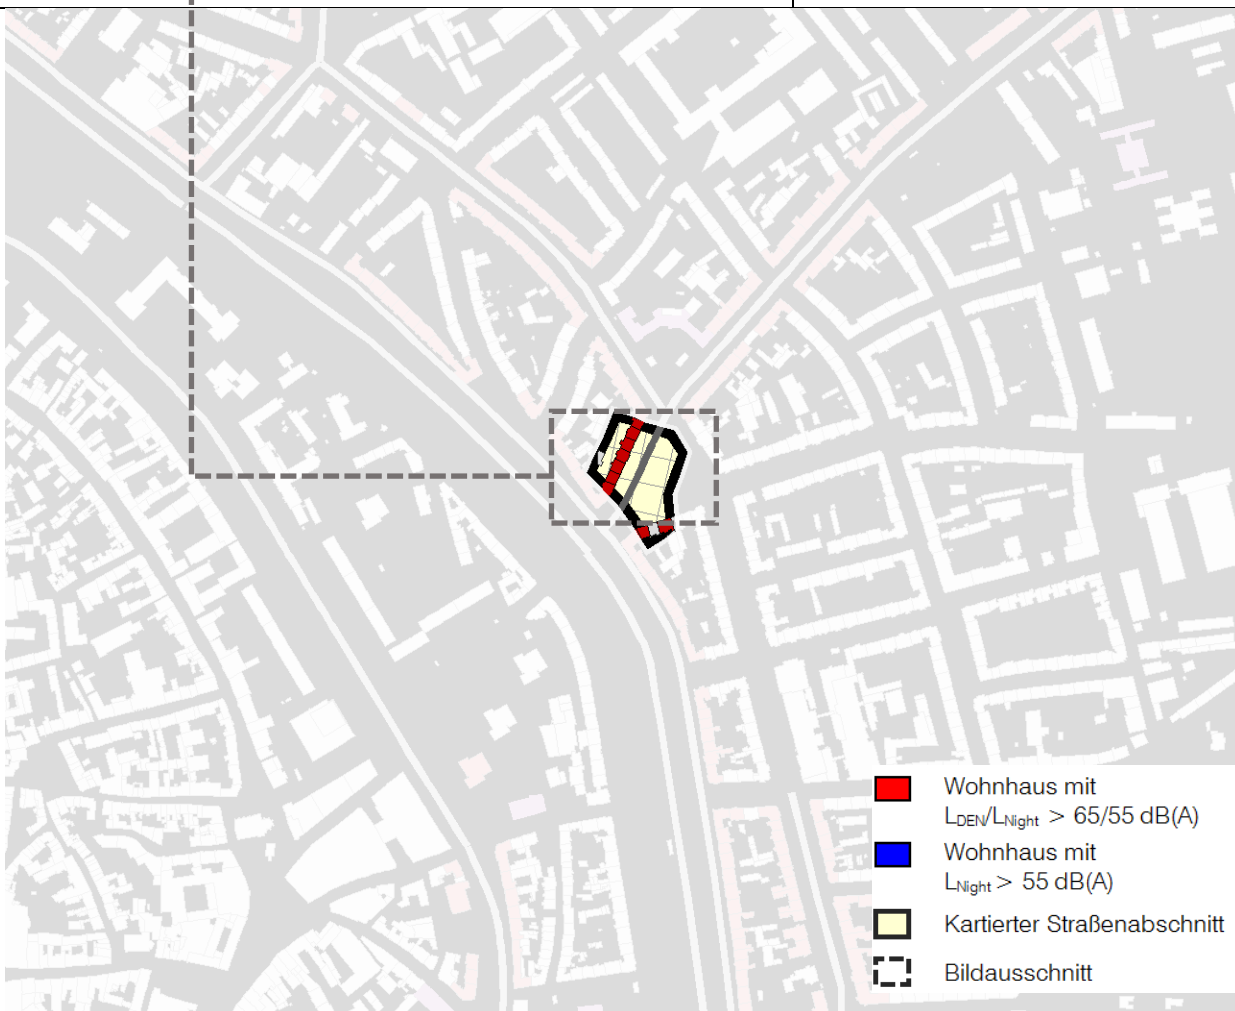 Wohnhaus mit
LDEN/LNight > 65/55 dB(A)
Wohnhaus mit
LNight > 55 dB(A)
Kartierter Straßenabschnitt
Bildausschnitt